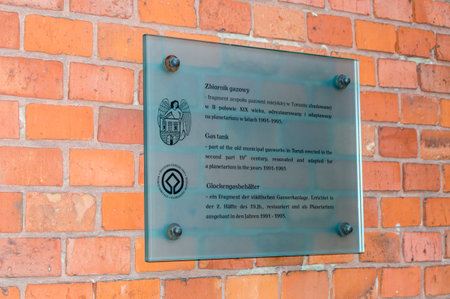 Zbiornik gazowy
- fragment zespołu gazowni miejskiej w Toruniu zbudowanej
w II połowie XIX wieku, odrestaurowany i adaptowany
na planetarium w latach 1991-1993.
Gas tank
- part of the old municipal gasworks in Toruń erected in the
second part 19th century, renovated and adapted for
a planetarium in the years 1991-1993.
Glockengasbehälter
- ein Fragment der städtischen Gaswerkanlage. Errichtet in
der 2. Hälfte des 19.Jh., restauriert und als Planetarium
ausgebaut in den Jahren 1991 - 1993.